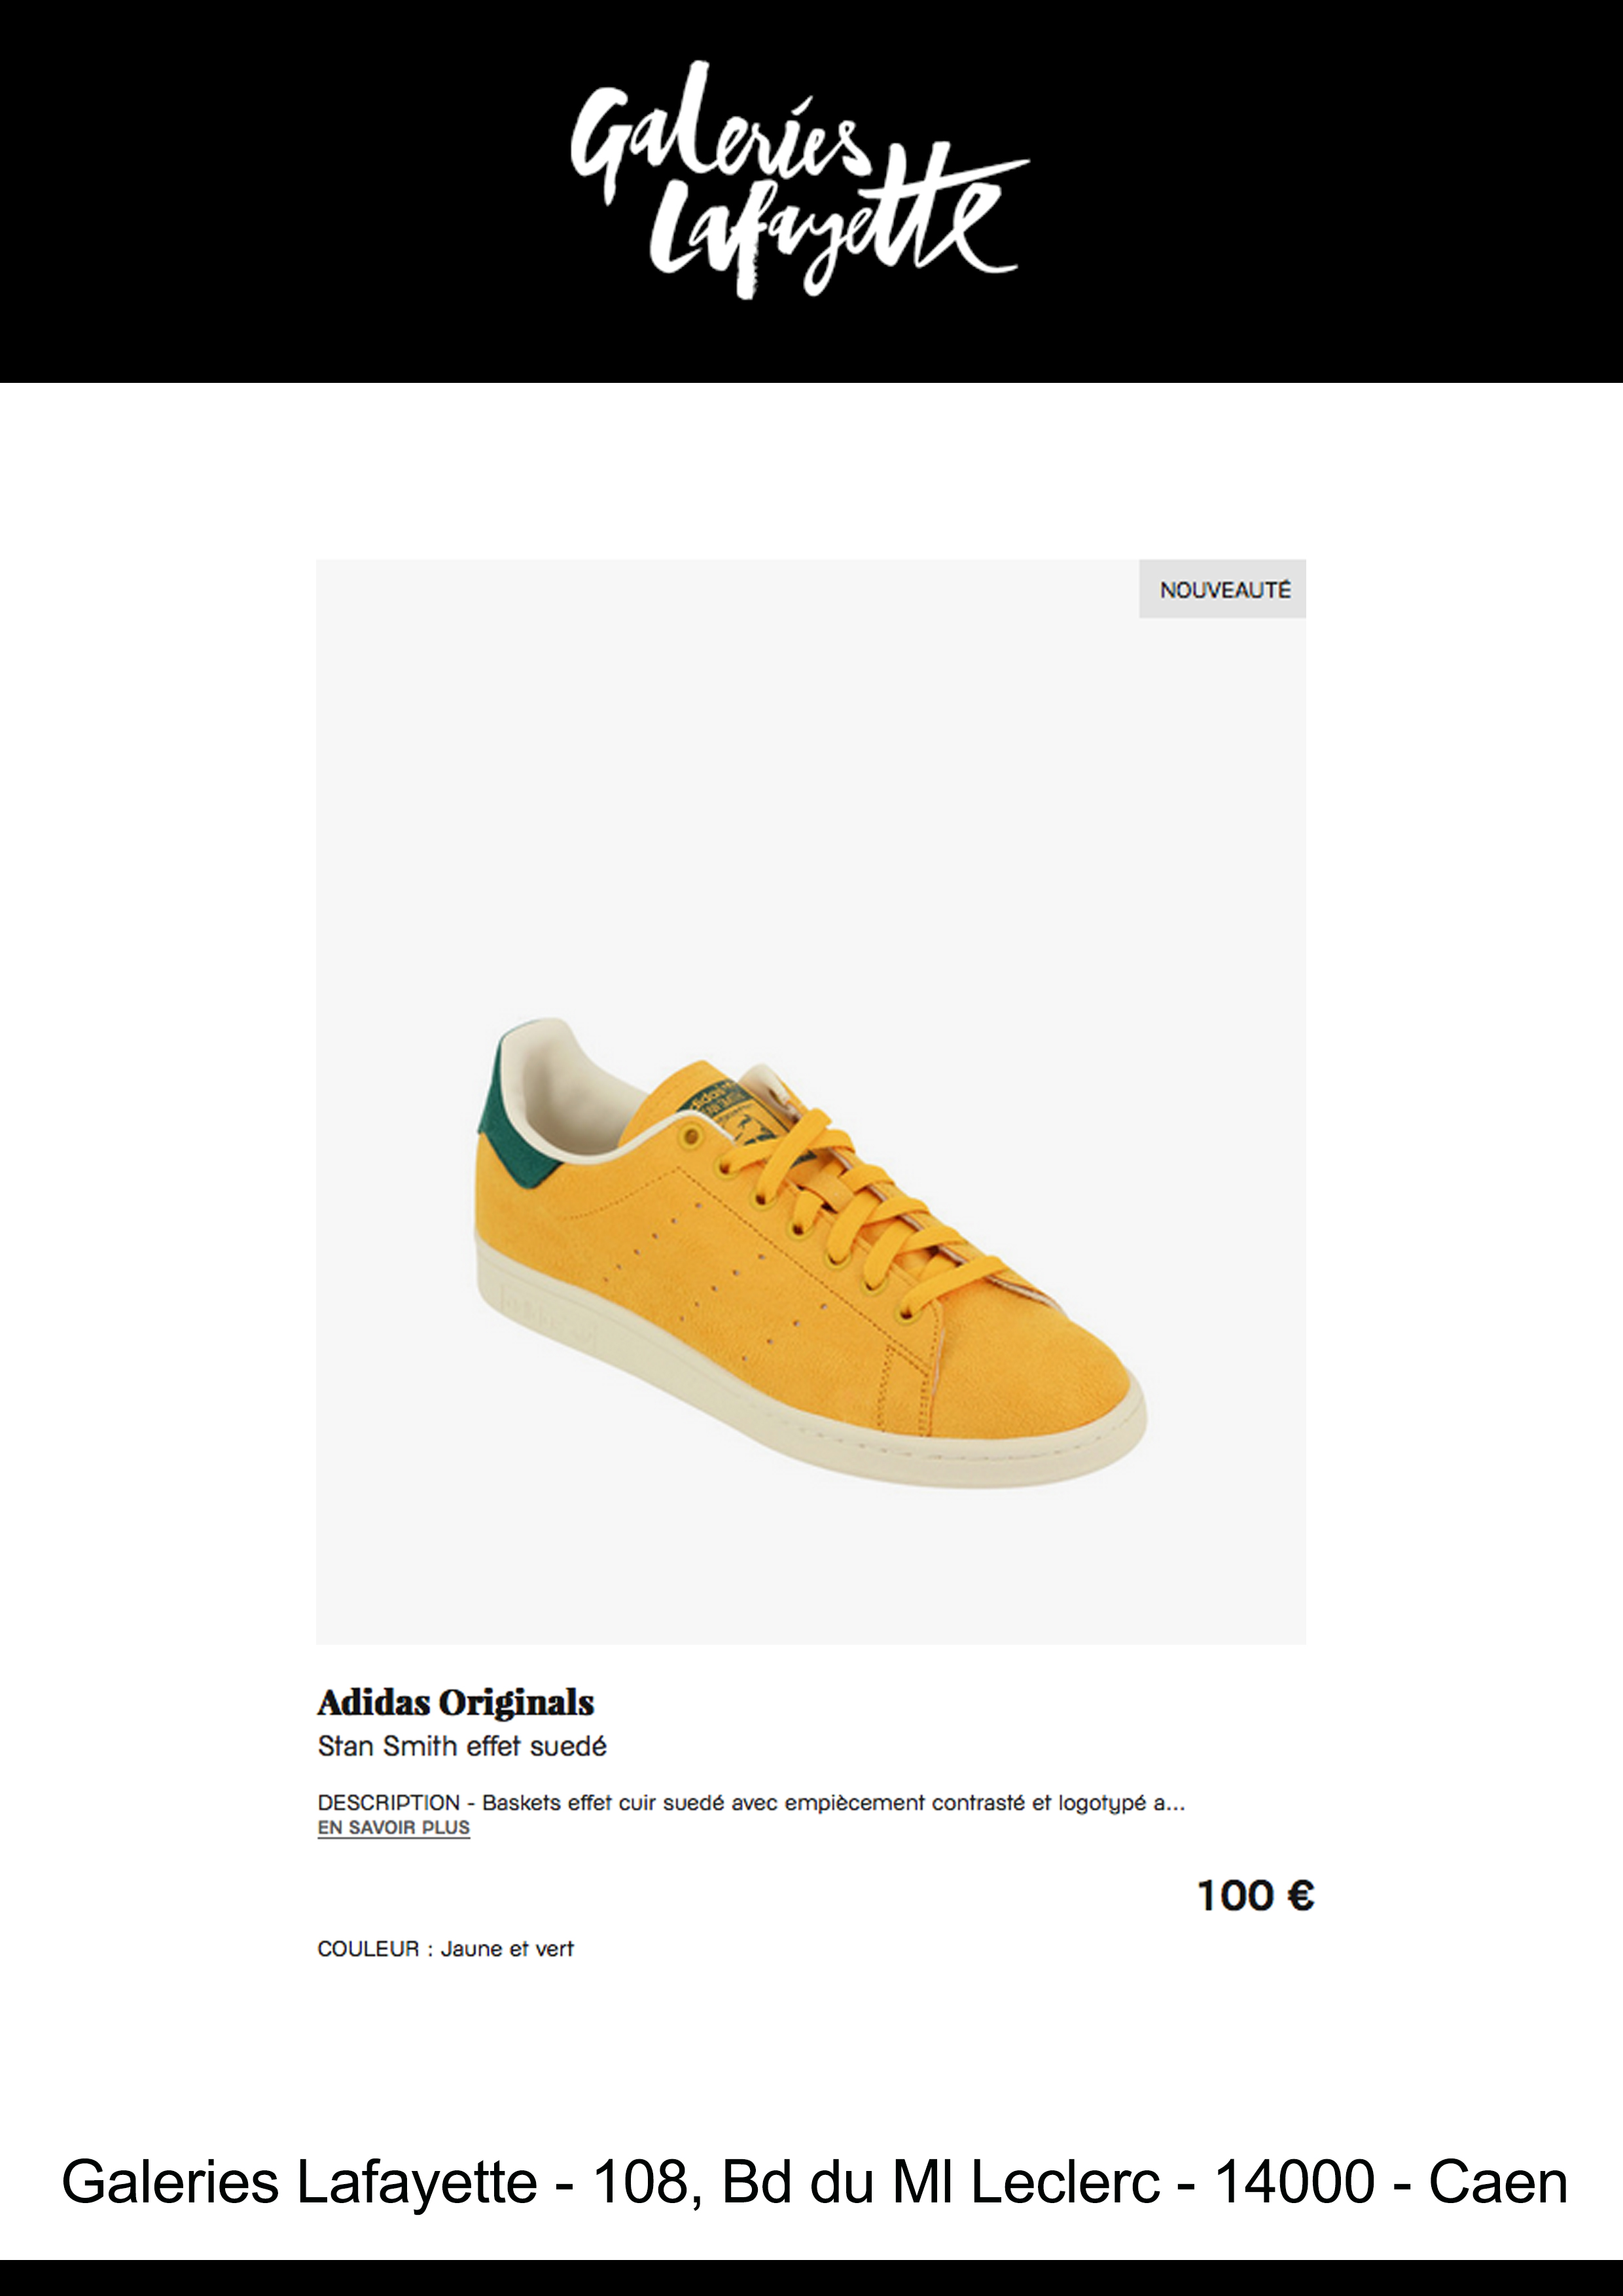 Galeries
Lafayette
NOUVEAUTÉ
Adidas Originals
Stan Smith effet suedé
DESCRIPTION - Baskets effet cuir suedé avec empiècement contrasté et logotypé a...
EN SAVOIR PLUS
100 €
COULEUR : Jaune et vert
Galeries Lafayette - 108, Bd du Ml Leclerc - 14000 - Caen